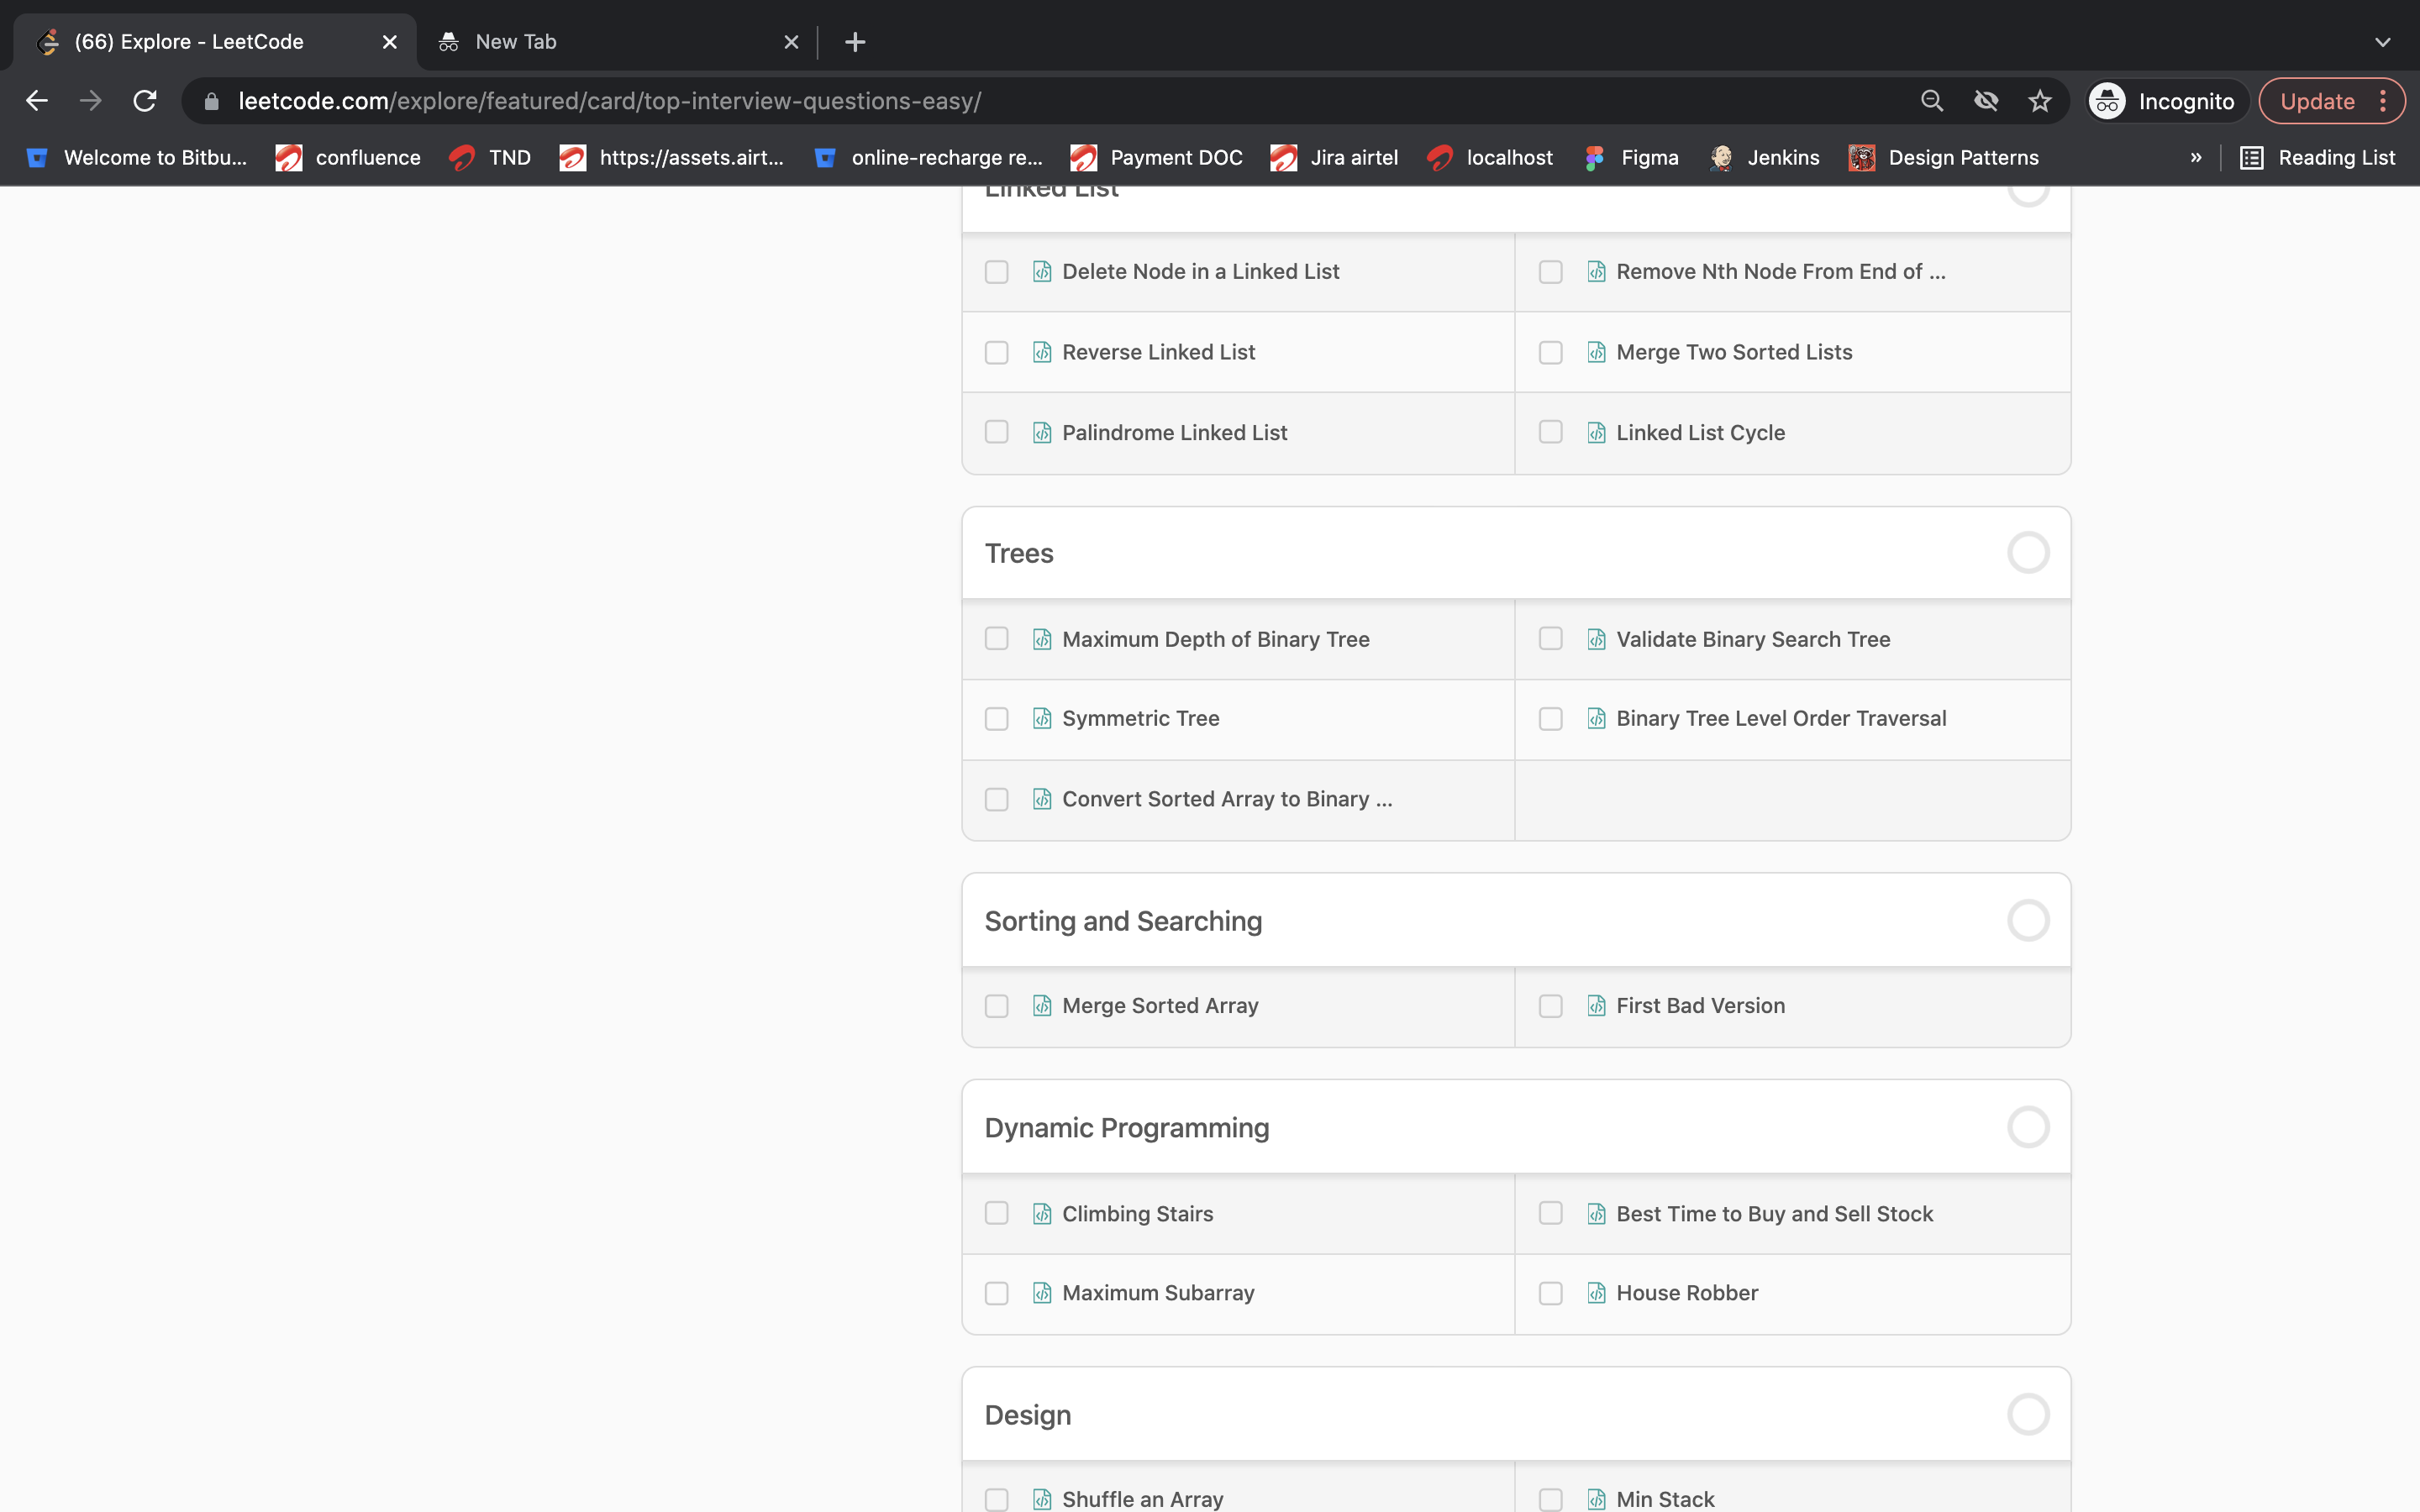 (66) Explore - LeetCode
New Tab
leetcode.com/explore/featured/card/top-interview-questions-easy/
Incognito
Update
Welcome to Bitbu...
confluence
TND
https://assets.airt...
online-recharge re...
Payment DOC
Jira airtel
localhost
Figma
Jenkins
Design Patterns
»
Reading List
Linked List
Delete Node in a Linked List
Remove Nth Node From End of ...
Reverse Linked List
Merge Two Sorted Lists
Palindrome Linked List
Linked List Cycle
Trees
Maximum Depth of Binary Tree
Validate Binary Search Tree
Symmetric Tree
Binary Tree Level Order Traversal
Convert Sorted Array to Binary ...
Sorting and Searching
Merge Sorted Array
First Bad Version
Dynamic Programming
Climbing Stairs
Best Time to Buy and Sell Stock
Maximum Subarray
House Robber
Design
Shuffle an Array
Min Stack